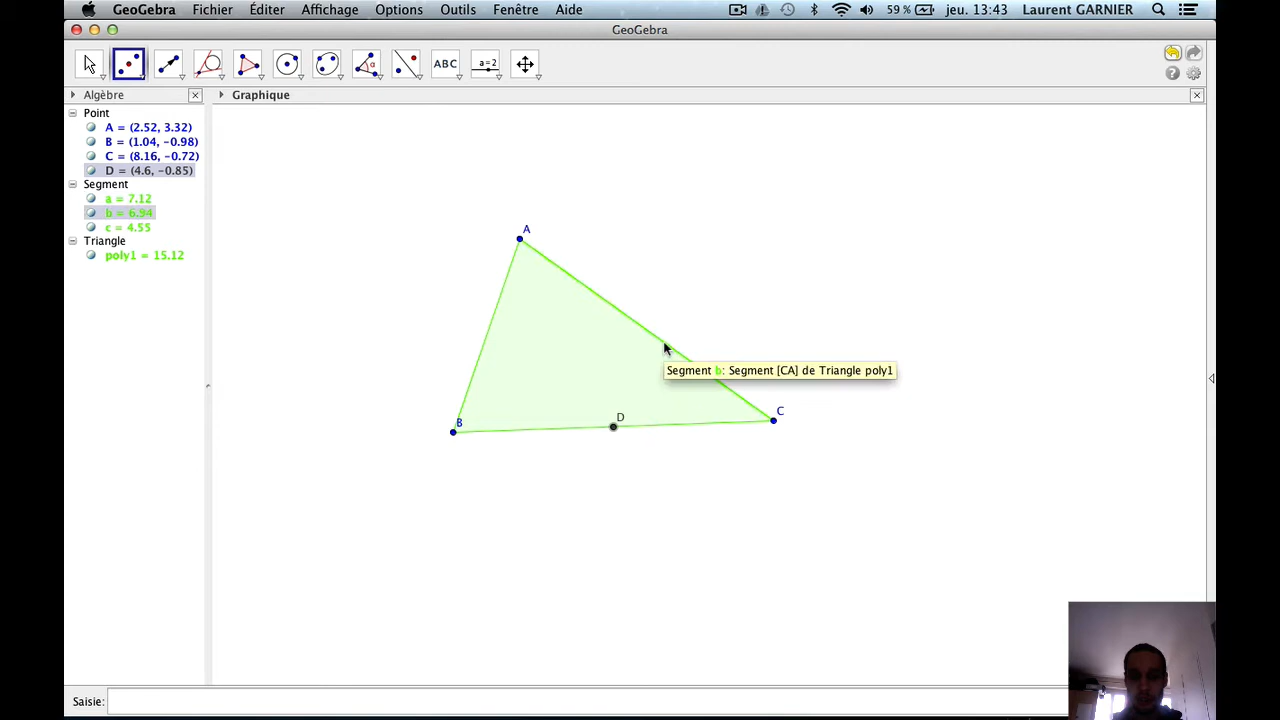 GeoGebra Fichier Éditer Affichage Options Outils Fenêtre Aide 59 % jeu. 13:43 Laurent GARNIER
GeoGebra
ABC a=2
Algèbre
Graphique
Point
A = (2.52, 3.32)
B = (1.04, -0.98)
C = (8.16, -0.72)
D = (4.6, -0.85)
Segment
a = 7.12
b = 6.94
c = 4.55
Triangle
poly1 = 15.12
A
Segment b: Segment [CA] de Triangle poly1
C
D
B
Saisie: